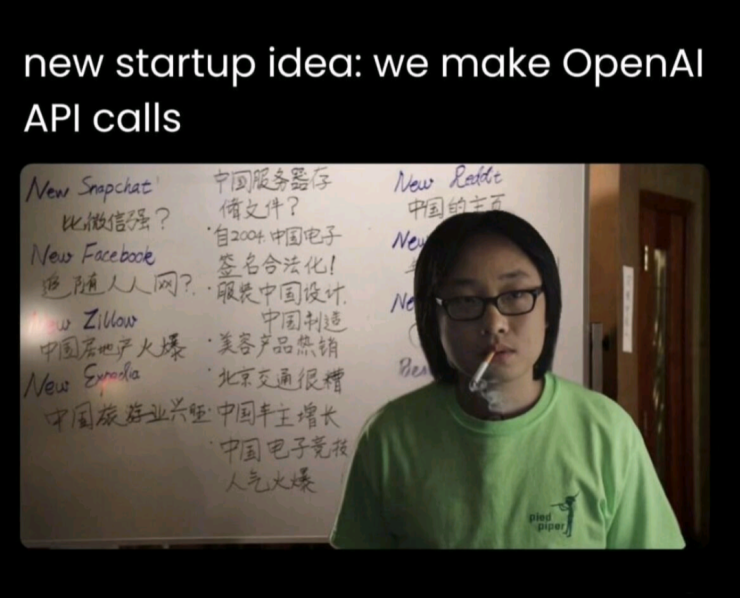 new startup idea: we make OpenAI
API calls
New Snapchat
比微信强？
New Facebook
追随人人网？
New Zillow
中国房地产火爆
New Expedia
中国旅游业兴旺
中国服务器存
储文件？
·自2004.中国电子
签名合法化！
·服装中国设计.
中国制造
·美容产品热销
北京交通很糟
·中国车主增长
·中国电子竞技
人气火爆
New Reddit
中国的主页
New
Ne
pied
piper